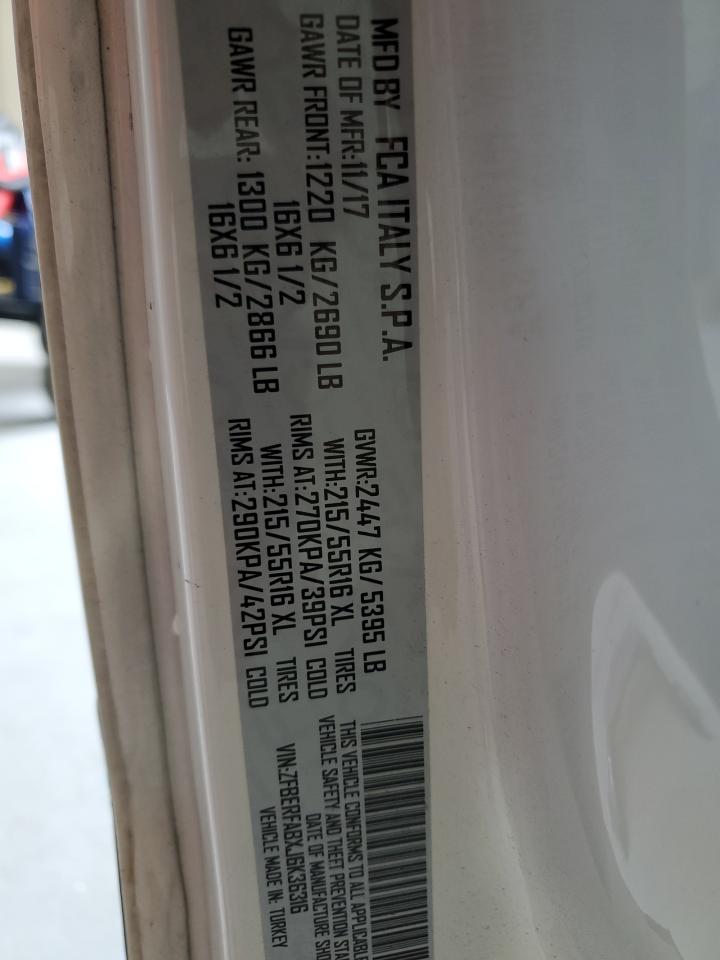 MFD BY FCA ITALY S.P.A.
DATE OF MFR:11/17 GVWR:2447 KG/ 5395 LB
GAWR FRONT:1220 KG/2690 LB WITH:215/55R16 XL TIRES
16X6 1/2 RIMS AT:270KPA/39PSI COLD
GAWR REAR: 1300 KG/2866 LB WITH:215/55R16 XL TIRES
16X6 1/2 RIMS AT:290KPA/42PSI COLD
THIS VEHICLE CONFORMS TO ALL APPLICABLE
VEHICLE SAFETY AND THEFT PREVENTION
DATE OF MANUFACTURE
VIN:ZFBERFABXJ6K36316
VEHICLE MADE IN: TURKEY